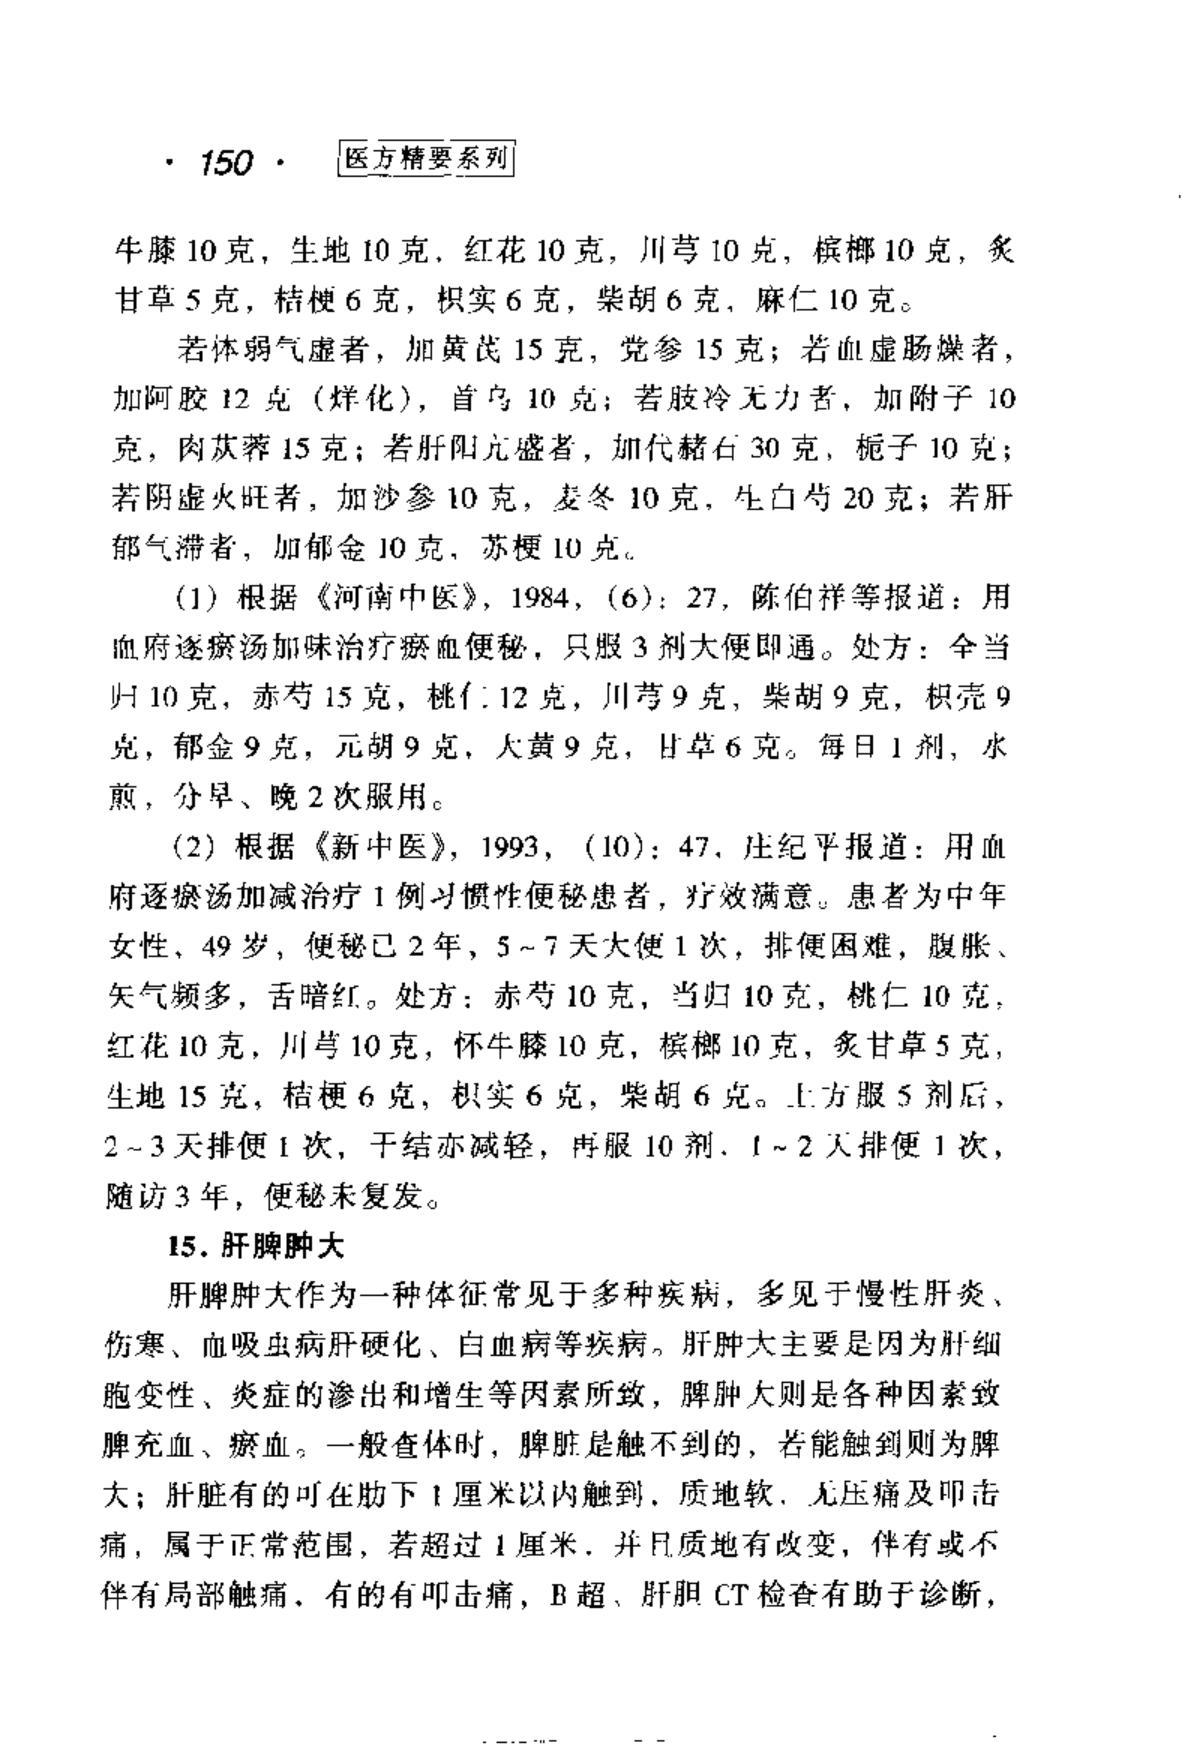 · 150 · 医方精要系列
牛膝 10 克，生地 10 克，红花 10 克，川芎 10 克，槟榔 10 克，炙
甘草 5 克，桔梗 6 克，枳实 6 克，柴胡 6 克，麻仁 10 克。
若体弱气虚者，加黄芪 15 克，党参 15 克；若血虚肠燥者，
加阿胶 12 克（烊化），首乌 10 克；若肢冷无力者，加附子 10
克，肉苁蓉 15 克；若肝阳亢盛者，加代赭石 30 克，栀子 10 克；
若阴虚火旺者，加沙参 10 克，麦冬 10 克，生白芍 20 克；若肝
郁气滞者，加郁金 10 克，苏梗 10 克。
（1）根据《河南中医》，1984，（6）：27，陈伯祥等报道：用
血府逐瘀汤加味治疗瘀血便秘，只服 3 剂大便即通。处方：全当
归 10 克，赤芍 15 克，桃仁 12 克，川芎 9 克，柴胡 9 克，枳壳 9
克，郁金 9 克，元胡 9 克，大黄 9 克，甘草 6 克。每日 1 剂，水
煎，分早、晚 2 次服用。
（2）根据《新中医》，1993，（10）：47，庄纪平报道：用血
府逐瘀汤加减治疗 1 例习惯性便秘患者，疗效满意。患者为中年
女性、49 岁，便秘已 2 年，5～7 天大便 1 次，排便困难，腹胀、
矢气频多，舌暗红。处方：赤芍 10 克，当归 10 克，桃仁 10 克，
红花 10 克，川芎 10 克，怀牛膝 10 克，槟榔 10 克，炙甘草 5 克，
生地 15 克，桔梗 6 克，枳实 6 克，柴胡 6 克。上方服 5 剂后，
2～3 天排便 1 次，干结亦减轻，再服 10 剂，1～2 天排便 1 次，
随访 3 年，便秘未复发。
15. 肝脾肿大
肝脾肿大作为一种体征常见于多种疾病，多见于慢性肝炎、
伤寒、血吸虫病肝硬化、白血病等疾病。肝肿大主要是因为肝细
胞变性、炎症的渗出和增生等因素所致，脾肿大则是各种因素致
脾充血、瘀血。一般查体时，脾脏是触不到的，若能触到则为脾
大；肝脏有的可在肋下 1 厘米以内触到，质地软，无压痛及叩击
痛，属于正常范围，若超过 1 厘米，并且质地有改变，伴有或不
伴有局部触痛，有的有叩击痛，B 超、肝胆 CT 检查有助于诊断，